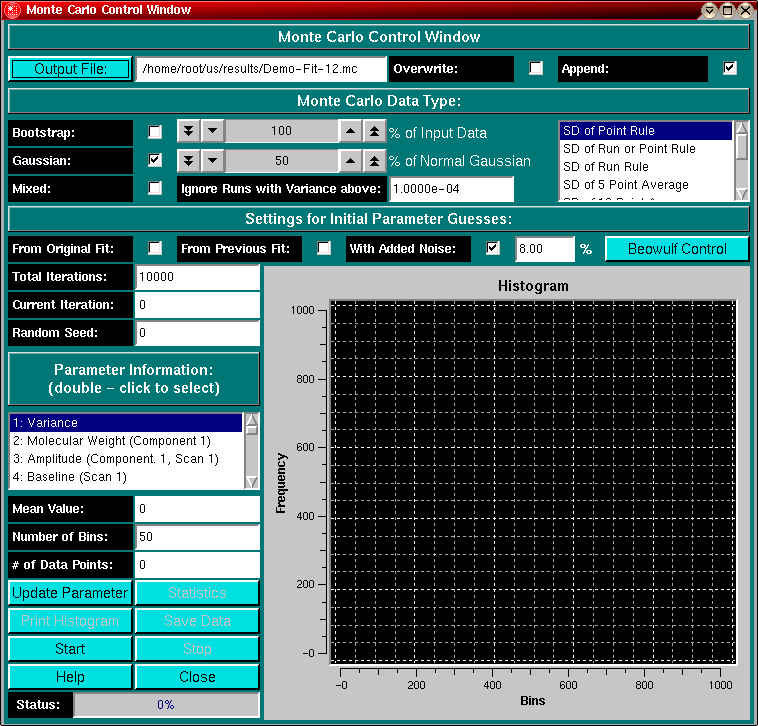 Monte Carlo Control Window
Monte Carlo Control Window
Output File: /home/root/us/results/Demo-Fit-12.mc Overwrite: Append:
Monte Carlo Data Type:
Bootstrap: 100 % of Input Data
Gaussian: 50 % of Normal Gaussian
Mixed: Ignore Runs with Variance above: 1.0000e-04
SD of Point Rule
SD of Run or Point Rule
SD of Run Rule
SD of 5 Point Average
Settings for Initial Parameter Guesses:
From Original Fit: From Previous Fit: With Added Noise: 8.00 % Beowulf Control
Total Iterations: 10000
Current Iteration: 0
Random Seed: 0
Parameter Information:
(double - click to select)
1: Variance
2: Molecular Weight (Component 1)
3: Amplitude (Component. 1, Scan 1)
4: Baseline (Scan 1)
Mean Value: 0
Number of Bins: 50
# of Data Points: 0
Update Parameter Statistics
Print Histogram Save Data
Start Stop
Help Close
Status: 0%
Histogram
1000
800
600
400
200
-0
Frequency
-0 200 400 600 800 1000
Bins